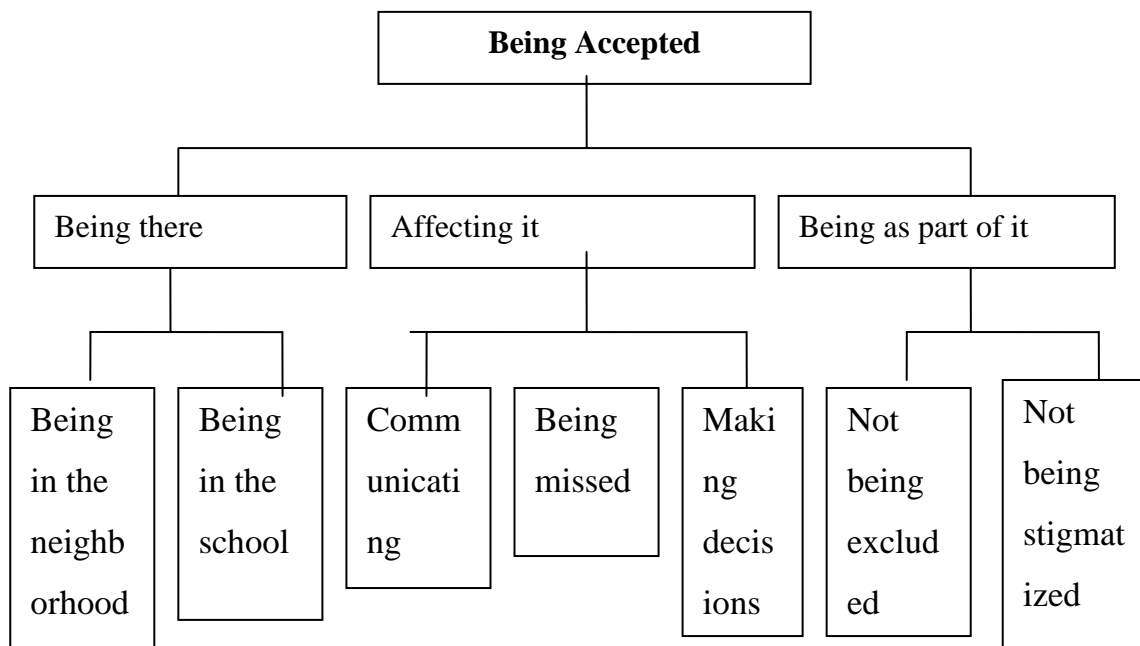 Being Accepted
Being there
Affecting it
Being as part of it
Being
in the
neighb
orhood
Being
in the
school
Comm
unicati
ng
Being
missed
Maki
ng
decis
ions
Not
being
exclud
ed
Not
being
stigmat
ized